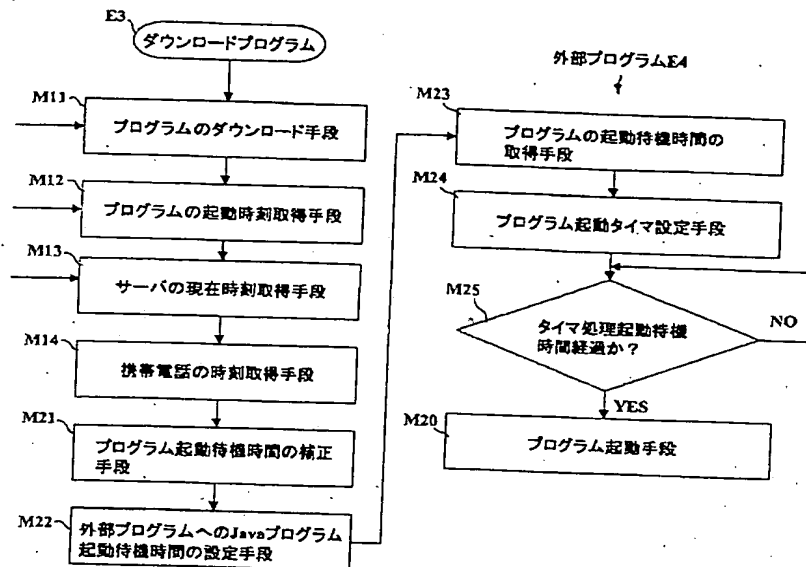 E3
ダウンロードプログラム
M11
プログラムのダウンロード手段
M12
プログラムの起動時刻取得手段
M13
サーバの現在時刻取得手段
M14
携帯電話の時刻取得手段
M21
プログラム起動待機時間の補正
手段
M22
外部プログラムへのJavaプログラム
起動待機時間の設定手段
外部プログラムE4
M23
プログラムの起動待機時間の
取得手段
M24
プログラム起動タイマ設定手段
M25
タイマ処理起動待機
時間経過か?
NO
YES
M20
プログラム起動手段